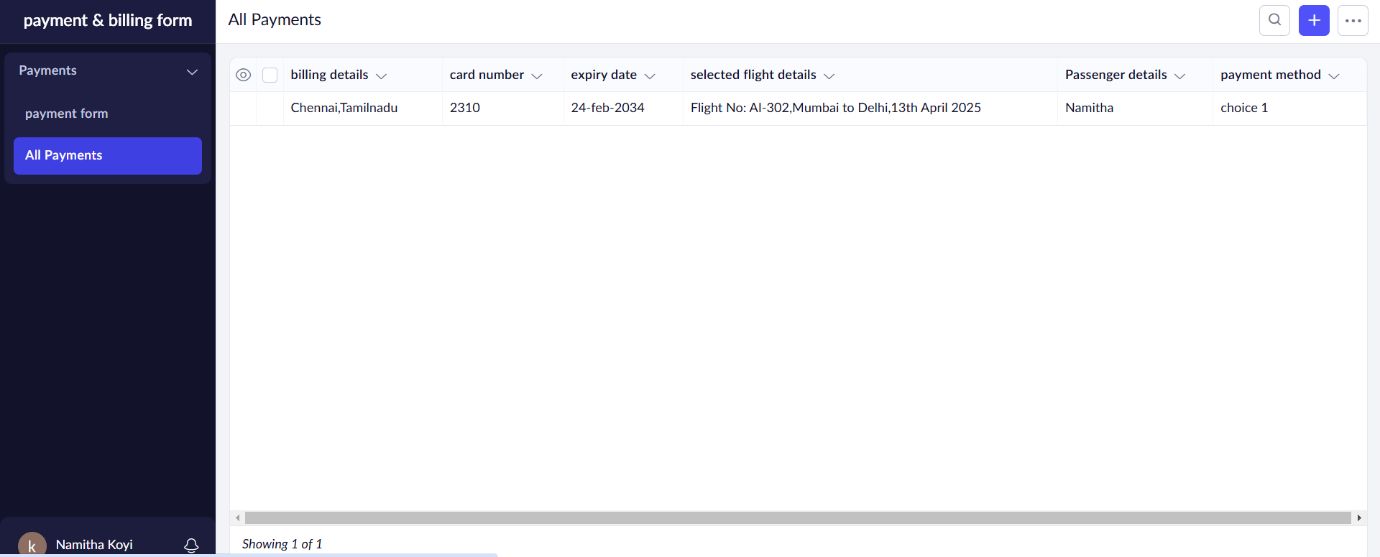 payment & billing form
All Payments
Payments
payment form
All Payments
billing details card number expiry date selected flight details Passenger details payment method
Chennai,Tamilnadu 2310 24-feb-2034 Flight No: AI-302,Mumbai to Delhi,13th April 2025 Namitha choice 1
Showing 1 of 1
k Namitha Koyi